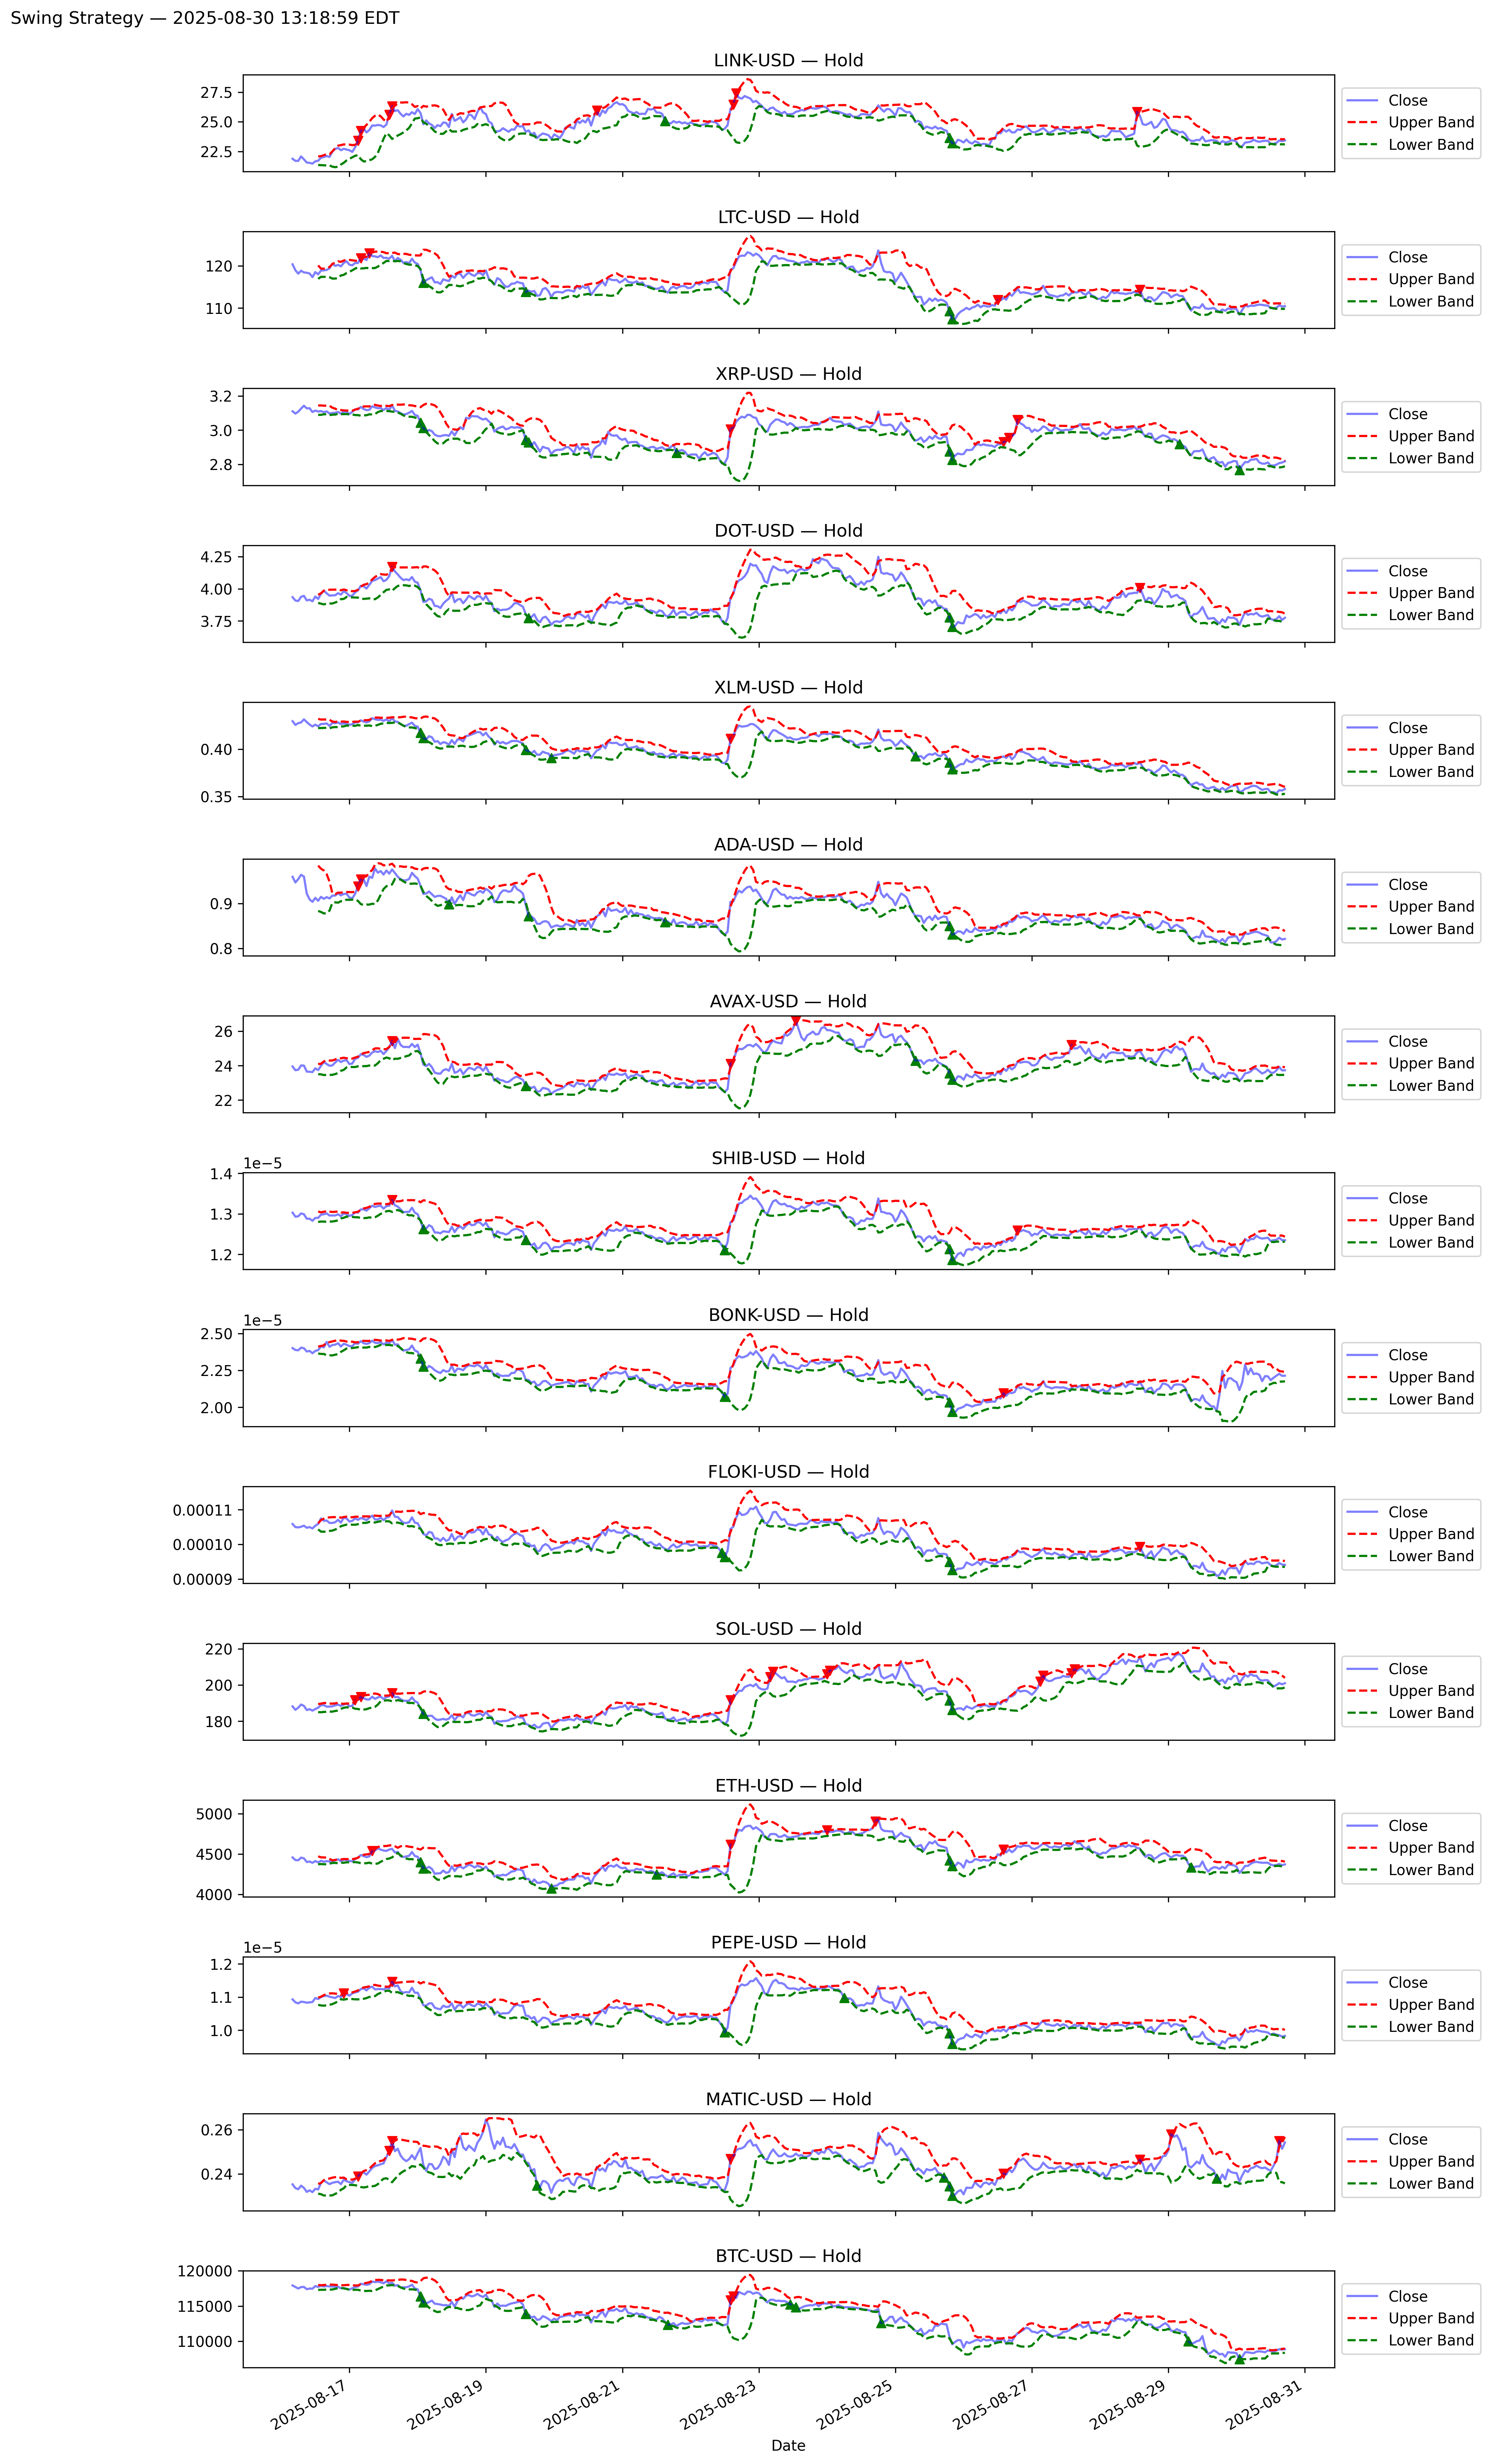 Swing Strategy — 2025-08-30 13:18:59 EDT
LINK-USD — Hold
27.5
25.0
22.5
Close
Upper Band
Lower Band
LTC-USD — Hold
120
110
Close
Upper Band
Lower Band
XRP-USD — Hold
3.2
3.0
2.8
Close
Upper Band
Lower Band
DOT-USD — Hold
4.25
4.00
3.75
Close
Upper Band
Lower Band
XLM-USD — Hold
0.40
0.35
Close
Upper Band
Lower Band
ADA-USD — Hold
0.9
0.8
Close
Upper Band
Lower Band
AVAX-USD — Hold
26
24
22
Close
Upper Band
Lower Band
SHIB-USD — Hold
1e−5
1.4
1.3
1.2
Close
Upper Band
Lower Band
BONK-USD — Hold
1e−5
2.50
2.25
2.00
Close
Upper Band
Lower Band
FLOKI-USD — Hold
0.00011
0.00010
0.00009
Close
Upper Band
Lower Band
SOL-USD — Hold
220
200
180
Close
Upper Band
Lower Band
ETH-USD — Hold
5000
4500
4000
Close
Upper Band
Lower Band
PEPE-USD — Hold
1e−5
1.2
1.1
1.0
Close
Upper Band
Lower Band
MATIC-USD — Hold
0.26
0.24
Close
Upper Band
Lower Band
BTC-USD — Hold
120000
115000
110000
Close
Upper Band
Lower Band
2025-08-17
2025-08-19
2025-08-21
2025-08-23
2025-08-25
2025-08-27
2025-08-29
2025-08-31
Date